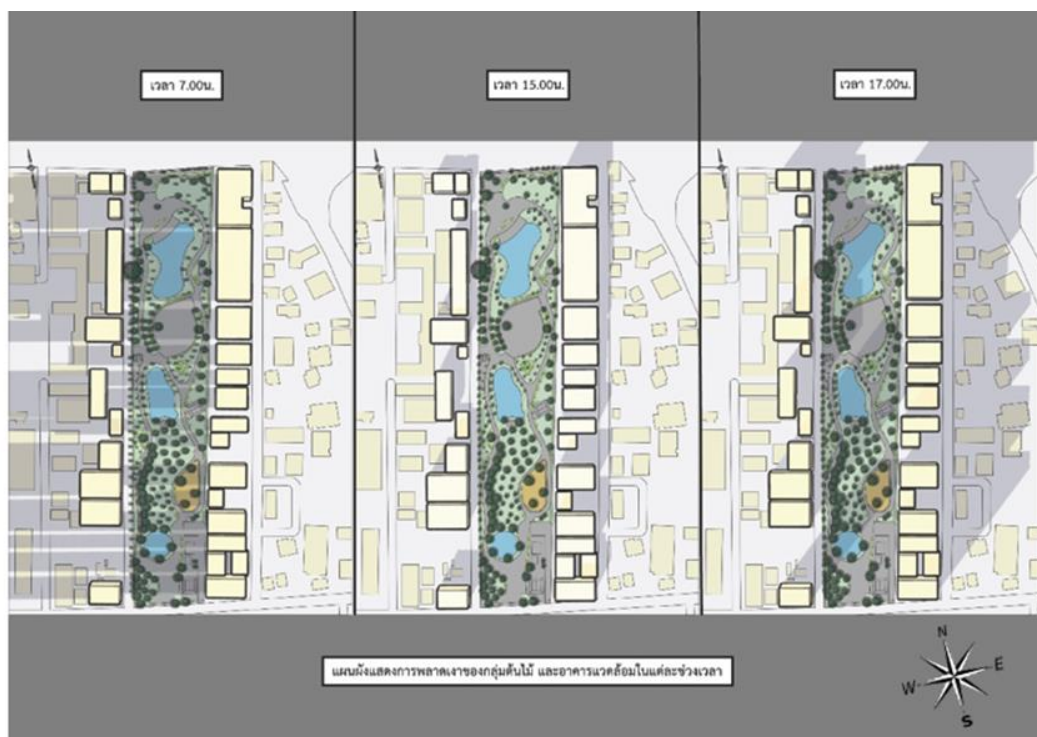 เวลา 7.00น.
เวลา 15.00น.
เวลา 17.00น.
แผนผังแสดงการพลาดเงาของกลุ่มต้นไม้ และอาคารแวดล้อมในแต่ละช่วงเวลา
N
E
W
S